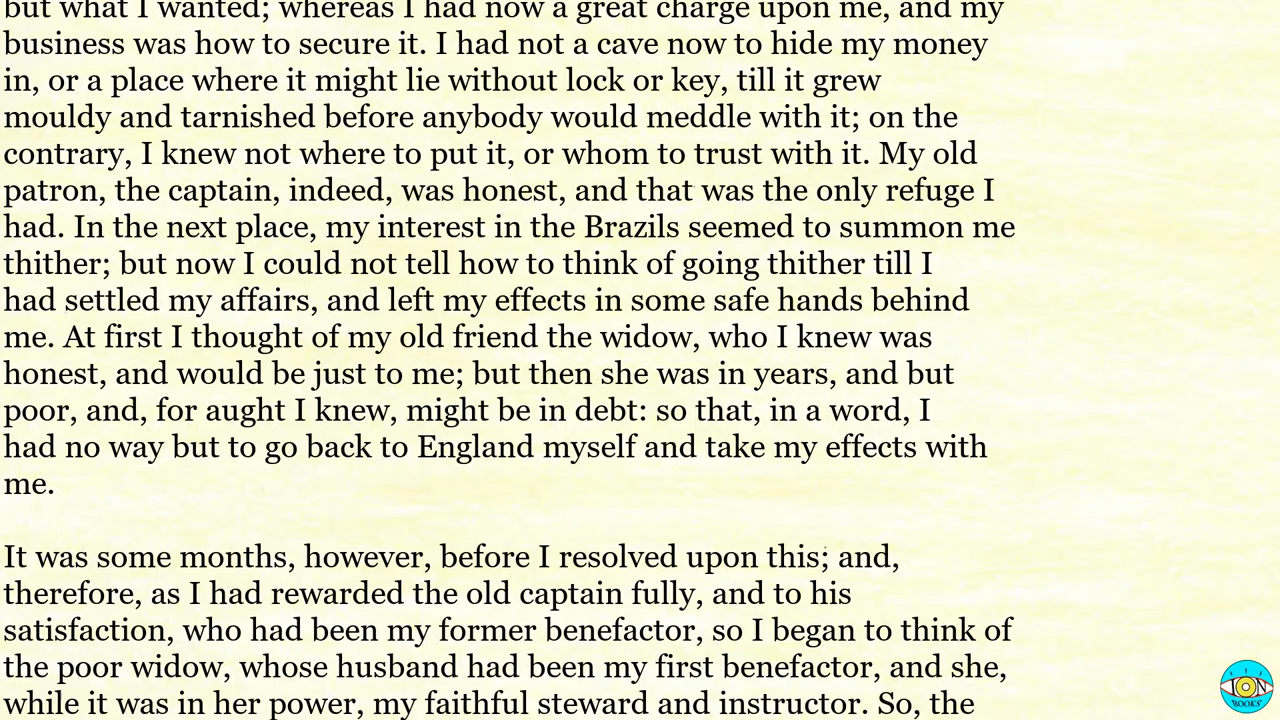 but what I wanted; whereas I had now a great charge upon me, and my
business was how to secure it. I had not a cave now to hide my money
in, or a place where it might lie without lock or key, till it grew
mouldy and tarnished before anybody would meddle with it; on the
contrary, I knew not where to put it, or whom to trust with it. My old
patron, the captain, indeed, was honest, and that was the only refuge I
had. In the next place, my interest in the Brazils seemed to summon me
thither; but now I could not tell how to think of going thither till I
had settled my affairs, and left my effects in some safe hands behind
me. At first I thought of my old friend the widow, who I knew was
honest, and would be just to me; but then she was in years, and but
poor, and, for aught I knew, might be in debt: so that, in a word, I
had no way but to go back to England myself and take my effects with
me.
It was some months, however, before I resolved upon this; and,
therefore, as I had rewarded the old captain fully, and to his
satisfaction, who had been my former benefactor, so I began to think of
the poor widow, whose husband had been my first benefactor, and she,
while it was in her power, my faithful steward and instructor. So, the
ION
BOOKS